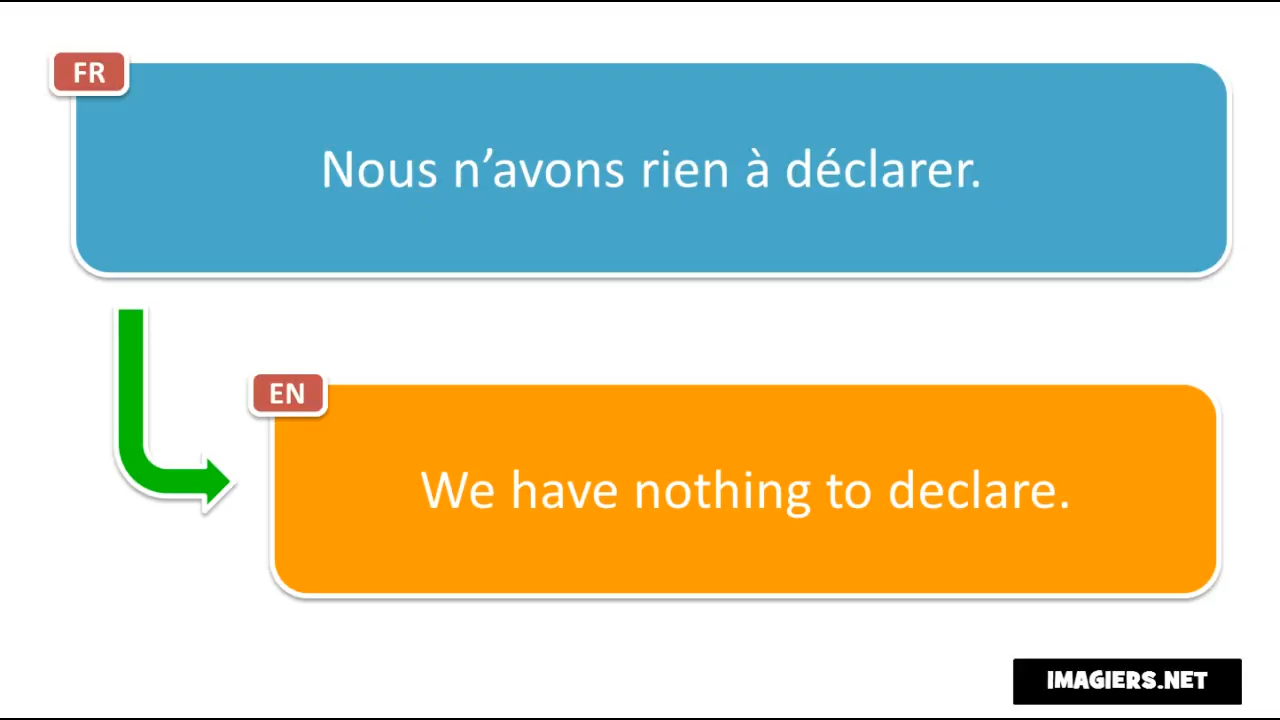 FR
Nous n’avons rien à déclarer.
EN
We have nothing to declare.
IMAGIERS.NET